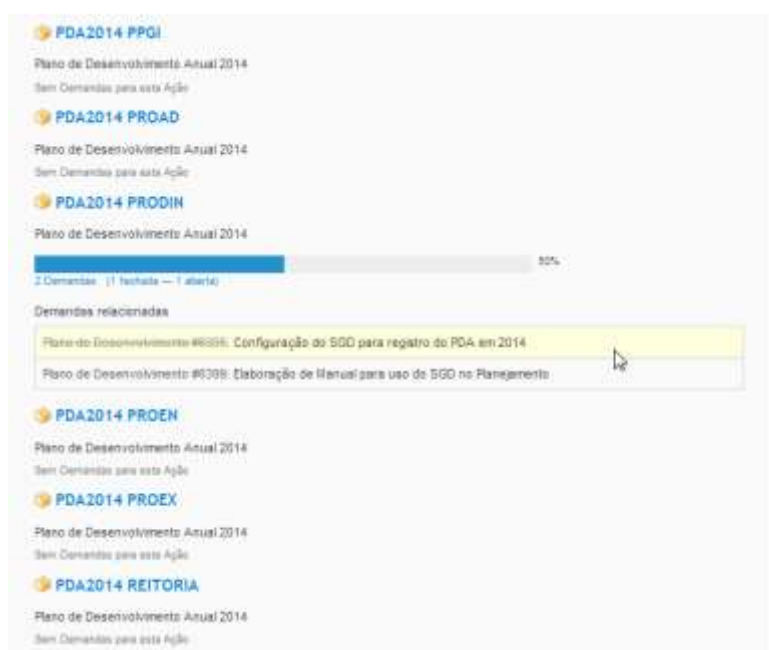 PDA2014 PPGI
Plano de Desenvolvimento Anual 2014
Sem Demandas para esta Ação
PDA2014 PROAD
Plano de Desenvolvimento Anual 2014
Sem Demandas para esta Ação
PDA2014 PRODIN
Plano de Desenvolvimento Anual 2014
50%
2 Demandas (1 fechada — 1 aberta)
Demandas relacionadas
Plano de Desenvolvimento Configuração do SGD para registro do PDA em 2014
Plano de Desenvolvimento #6399: Elaboração de Manual para uso do SGD no Planejamento
PDA2014 PROEN
Plano de Desenvolvimento Anual 2014
Sem Demandas para esta Ação
PDA2014 PROEX
Plano de Desenvolvimento Anual 2014
Sem Demandas para esta Ação
PDA2014 REITORIA
Plano de Desenvolvimento Anual 2014
Sem Demandas para esta Ação